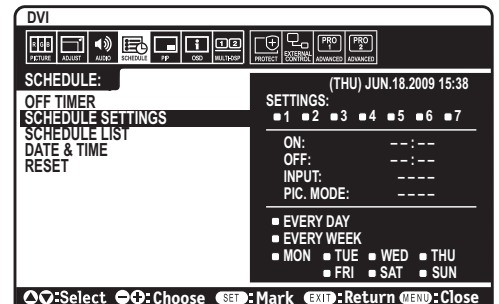 DVI
RGB
PICTURE ADJUST AUDIO SCHEDULE PIP OSD MULTI-DSP PROTECT EXTERNAL CONTROL PRO 1 ADVANCED PRO 2 ADVANCED
SCHEDULE:
OFF TIMER
SCHEDULE SETTINGS
SCHEDULE LIST
DATE & TIME
RESET
(THU) JUN.18.2009 15:38
SETTINGS:
1 2 3 4 5 6 7
ON: --:--
OFF: --:--
INPUT: ----
PIC. MODE: ----
EVERY DAY
EVERY WEEK
MON TUE WED THU
FRI SAT SUN
:Select :Choose SET:Mark EXIT:Return MENU:Close